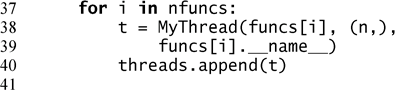 37 for i in nfuncs:
38 t = MyThread(funcs[i], (n,),
39 funcs[i].__name__)
40 threads.append(t)
41